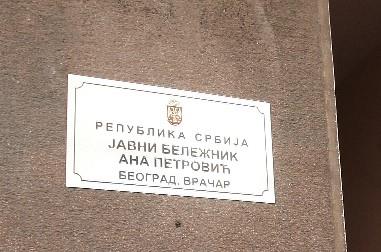 РЕПУБЛИКА СРБИЈА
ЈАВНИ БЕЛЕЖНИК
АНА ПЕТРОВИЋ
БЕОГРАД, ВРАЧАР